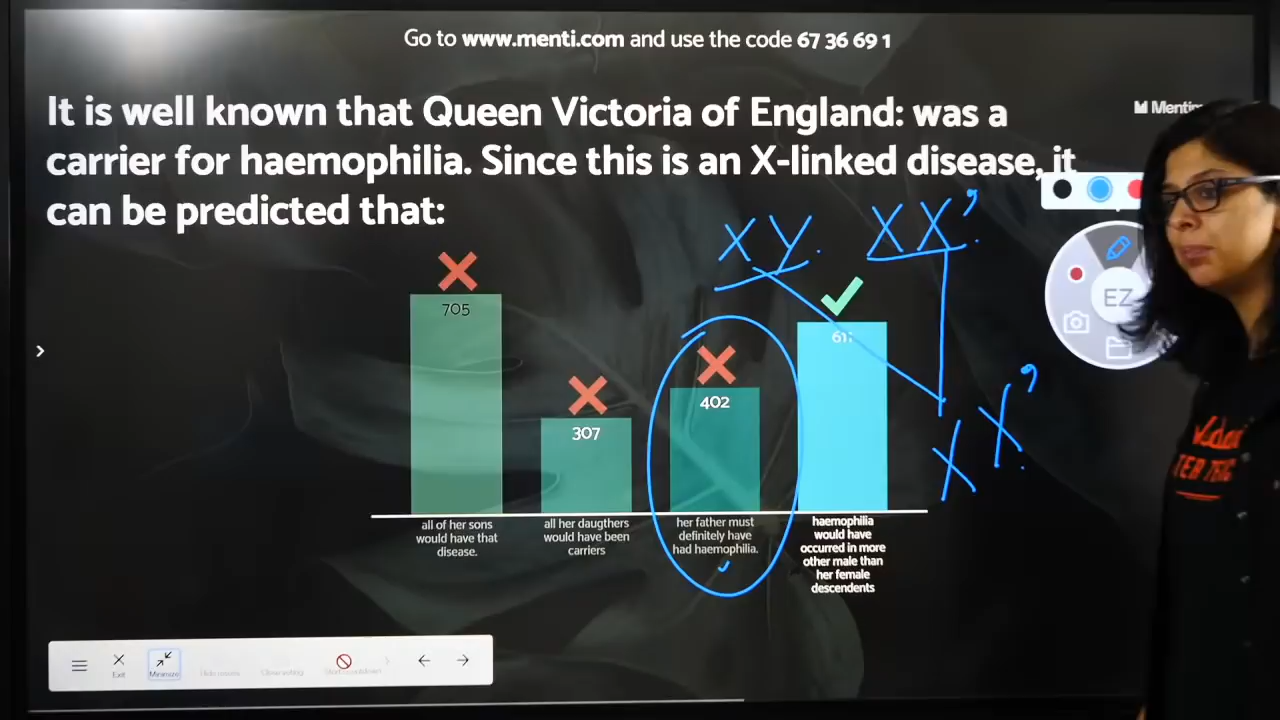 Go to www.menti.com and use the code 67 36 69 1
It is well known that Queen Victoria of England: was a
carrier for haemophilia. Since this is an X-linked disease, it
can be predicted that:
XY. XX'.
705
307
402
611
X X'
EZ
all of her sons
would have that
disease.
all her daugthers
would have been
carriers
her father must
definitely have
had haemophilia.
haemophilia
would have
occurred in more
other male than
her female
descendents
Exit
Minimize